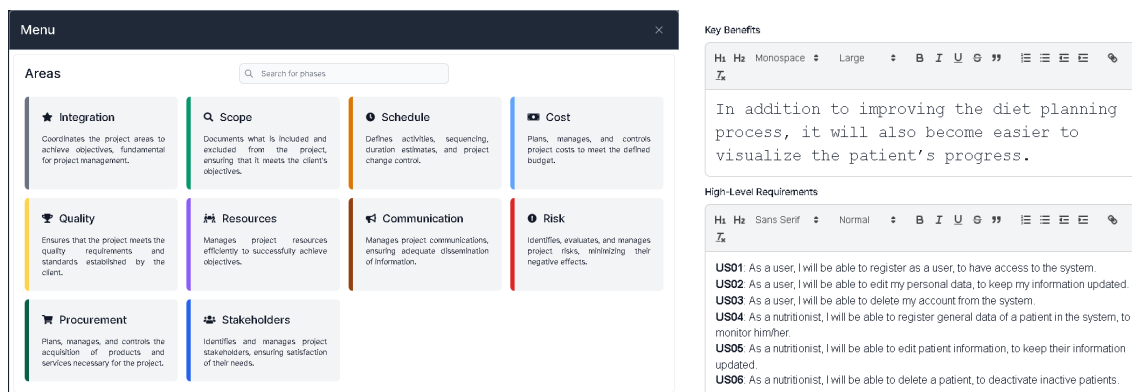 Menu
Areas
Search for phases
Integration
Coordinates the project areas to
achieve objectives, fundamental
for project management.
Scope
Documents what is included and
excluded from the project,
ensuring that it meets the client's
objectives.
Schedule
Defines activities, sequencing,
duration estimates, and project
change control.
Cost
Plans, manages, and controls
project costs to meet the defined
budget.
Quality
Ensures that the project meets the
quality requirements and
standards established by the
client.
Resources
Manages project resources
efficiently to successfully achieve
objectives.
Communication
Manages project communications,
ensuring adequate dissemination
of information.
Risk
Identifies, evaluates, and manages
project risks, minimizing their
negative effects.
Procurement
Plans, manages, and controls the
acquisition of products and
services necessary for the project.
Stakeholders
Identifies and manages project
stakeholders, ensuring satisfaction
of their needs.
Key Benefits
H1 H2 Monospace Large B I U S
Tx
In addition to improving the diet planning
process, it will also become easier to
visualize the patient's progress.
High-Level Requirements
H1 H2 Sans Serif Normal B I U S
Tx
US01: As a user, I will be able to register as a user, to have access to the system.
US02: As a user, I will be able to edit my personal data, to keep my information updated.
US03: As a user, I will be able to delete my account from the system.
US04: As a nutritionist, I will be able to register general data of a patient in the system, to
monitor him/her.
US05: As a nutritionist, I will be able to edit patient information, to keep their information
updated.
US06: As a nutritionist, I will be able to delete a patient, to deactivate inactive patients.